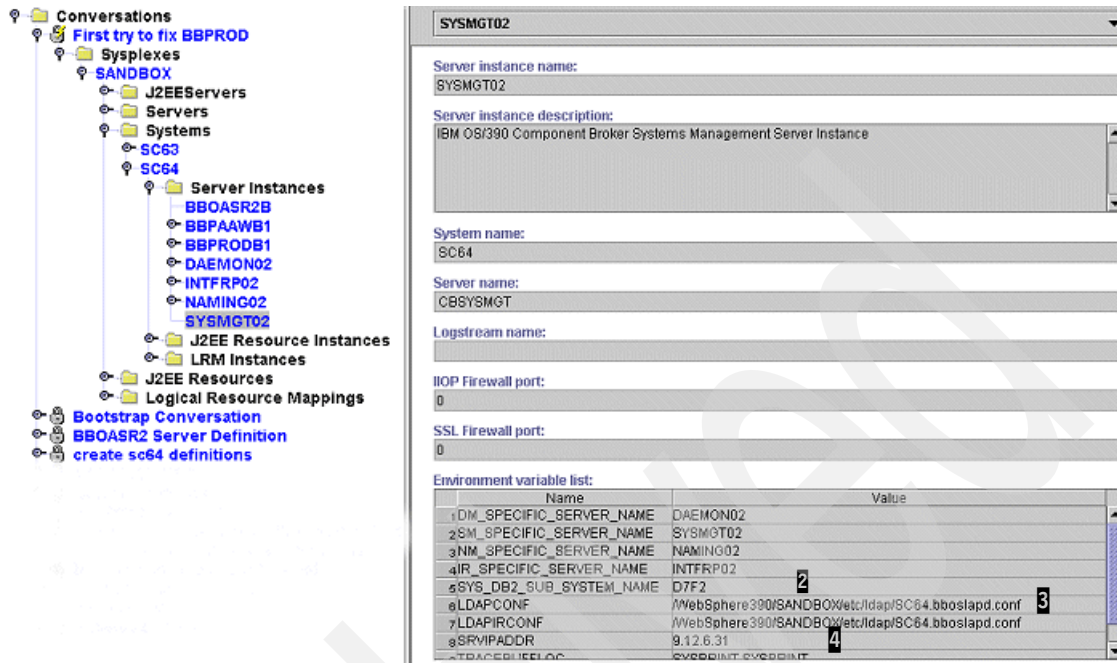 Conversations
First try to fix BBPROD
Sysplexes
SANDBOX
J2EEServers
Servers
Systems
SC63
SC64
Server Instances
BBOASR2B
BBPAAWB1
BBPRODB1
DAEMON02
INTFRP02
NAMING02
SYSMGT02
J2EE Resource Instances
LRM Instances
J2EE Resources
Logical Resource Mappings
Bootstrap Conversation
BBOASR2 Server Definition
create sc64 definitions
SYSMGT02
Server instance name:
SYSMGT02
Server instance description:
IBM OS/390 Component Broker Systems Management Server Instance
System name:
SC64
Server name:
CBSYSMGT
Logstream name:
IIOP Firewall port:
0
SSL Firewall port:
0
Environment variable list:
Name Value
1 DM_SPECIFIC_SERVER_NAME DAEMON02
2 SM_SPECIFIC_SERVER_NAME SYSMGT02
3 NM_SPECIFIC_SERVER_NAME NAMING02
4 IR_SPECIFIC_SERVER_NAME INTFRP02
5 SYS_DB2_SUB_SYSTEM_NAME D7F2 2
6 LDAPCONF /WebSphere390/SANDBOX/etc/ldap/SC64.bboslapd.conf 3
7 LDAPIRCONF /WebSphere390/SANDBOX/etc/ldap/SC64.bboslapd.conf
8 SRVIPADDR 9.12.6.31 4
TRACEBUFFLOC SYSPRINT SYSPRINT